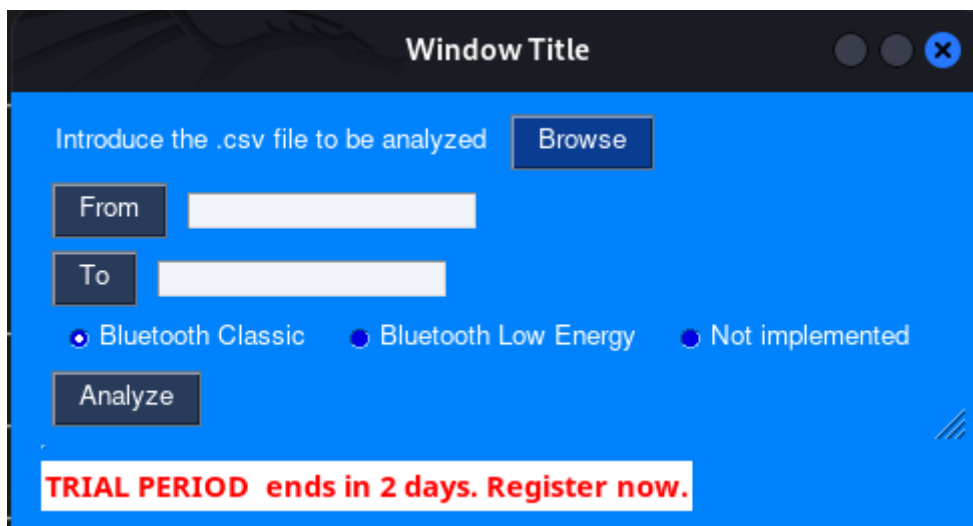 Window Title
Introduce the .csv file to be analyzed Browse
From
To
Bluetooth Classic Bluetooth Low Energy Not implemented
Analyze
TRIAL PERIOD ends in 2 days. Register now.